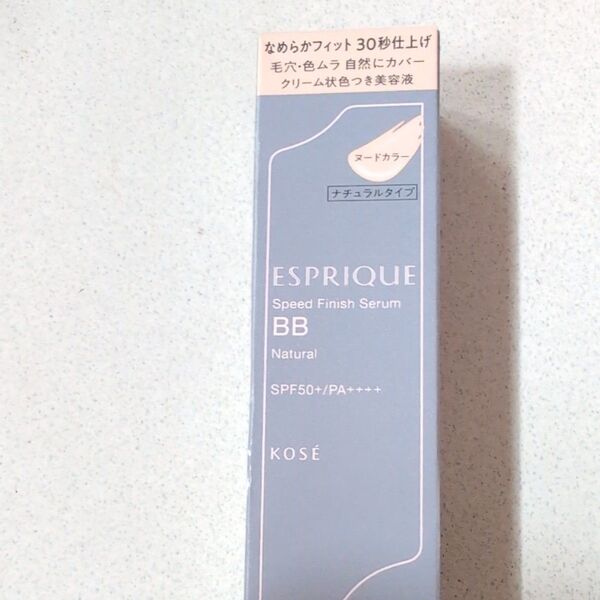 なめらかフィット 30秒仕上げ
毛穴・色ムラ 自然にカバー
クリーム状色つき美容液
ヌードカラー
ナチュラルタイプ
ESPRIQUE
Speed Finish Serum
BB
Natural
SPF50+/PA++++
KOSÉ